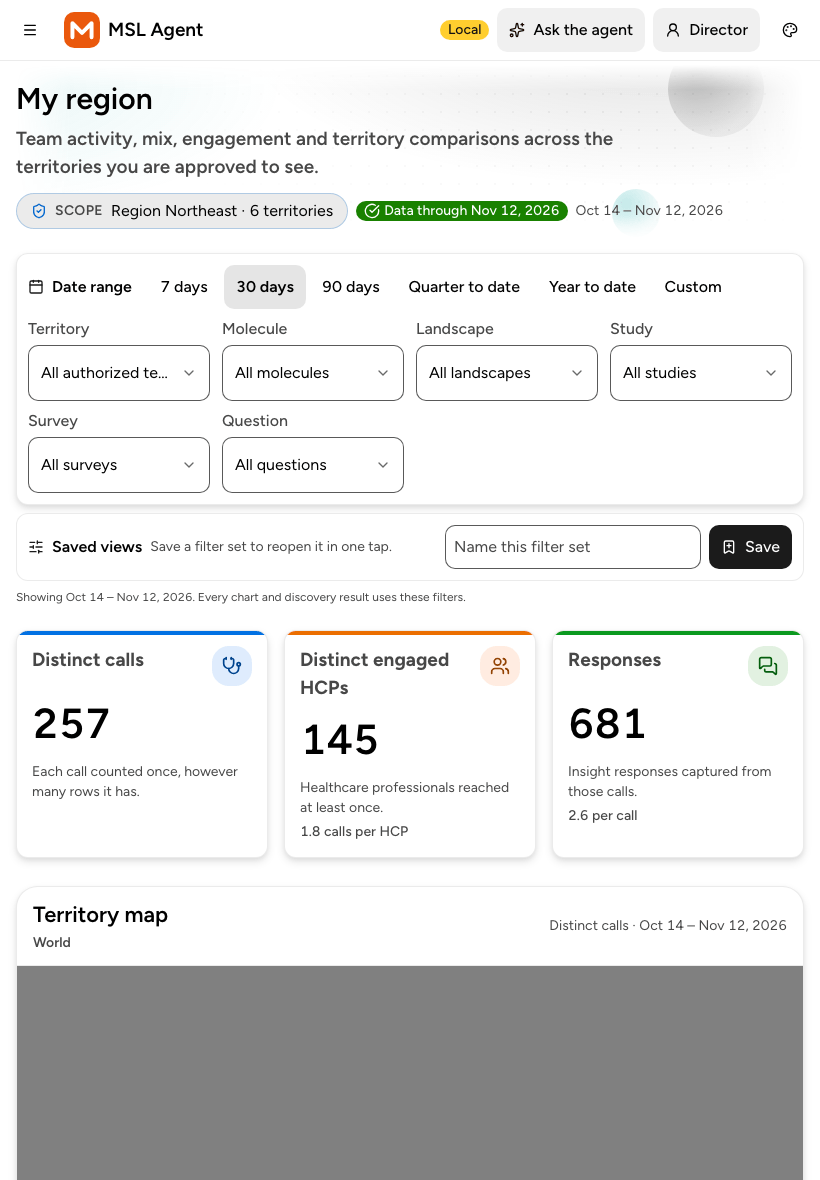 MSL Agent
Local
Ask the agent
Director
My region
Team activity, mix, engagement and territory comparisons across the
territories you are approved to see.
SCOPE Region Northeast · 6 territories
Data through Nov 12, 2026
Oct 14 – Nov 12, 2026
Date range
7 days
30 days
90 days
Quarter to date
Year to date
Custom
Territory
Molecule
Landscape
Study
All authorized te...
All molecules
All landscapes
All studies
Survey
Question
All surveys
All questions
Saved views
Save a filter set to reopen it in one tap.
Name this filter set
Save
Showing Oct 14 – Nov 12, 2026. Every chart and discovery result uses these filters.
Distinct calls
257
Each call counted once, however
many rows it has.
Distinct engaged
HCPs
145
Healthcare professionals reached
at least once.
1.8 calls per HCP
Responses
681
Insight responses captured from
those calls.
2.6 per call
Territory map
World
Distinct calls · Oct 14 – Nov 12, 2026